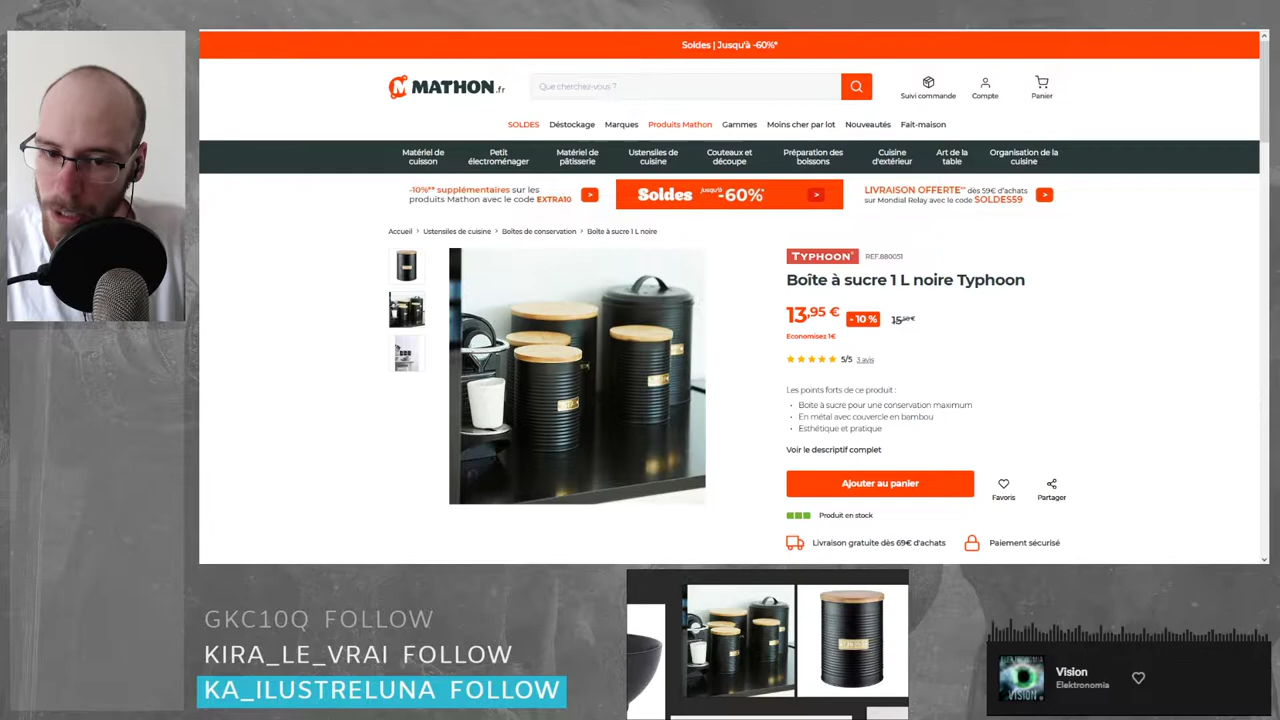 Soldes | Jusqu'à -60%*
MATHON.fr
Que cherchez-vous ?
Suivi commande
Compte
Panier
SOLDES
Déstockage
Marques
Produits Mathon
Gammes
Moins cher par lot
Nouveautés
Fait-maison
Matériel de
cuisson
Petit
électroménager
Matériel de
pâtisserie
Ustensiles de
cuisine
Couteaux et
découpe
Préparation des
boissons
Cuisine
d'extérieur
Art de la
table
Organisation de la
cuisine
-10%** supplémentaires sur les
produits Mathon avec le code EXTRA10
>
Soldes jusqu'à -60%*
>
LIVRAISON OFFERTE** dès 59€ d'achats
sur Mondial Relay avec le code SOLDES59
>
Accueil > Ustensiles de cuisine > Boîtes de conservation > Boîte à sucre 1 L noire
TYPHOON
REF.880051
Boîte à sucre 1 L noire Typhoon
13,95 €
- 10 %
Economisez 1€
5/5
3 avis
Les points forts de ce produit :
• Boite à sucre pour une conservation maximum
• En métal avec couvercle en bambou
• Esthétique et pratique
Voir le descriptif complet
Ajouter au panier
Favoris
Partager
Produit en stock
Livraison gratuite dès 69€ d'achats
Paiement sécurisé
GKC10Q FOLLOW
KIRA_LE_VRAI FOLLOW
KA_ILUSTRELUNA FOLLOW
ELEKTRONOMIA
VISION
Vision
Elektronomia